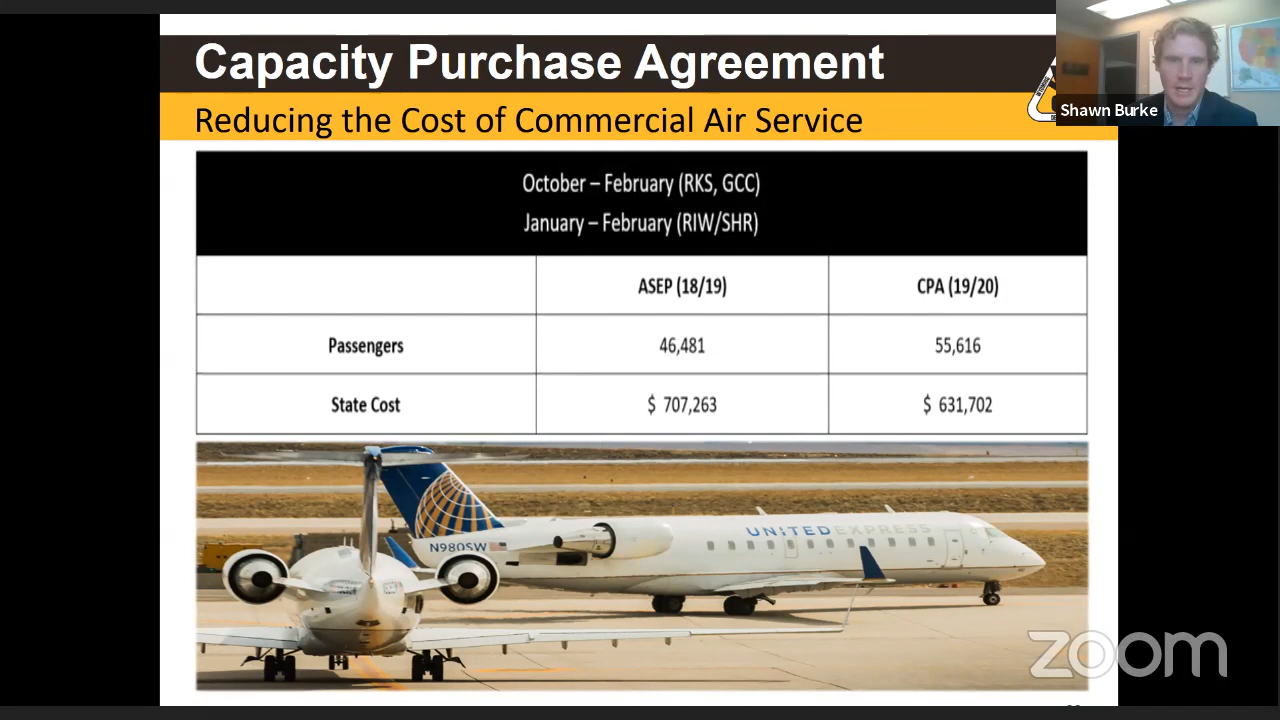 Capacity Purchase Agreement
Reducing the Cost of Commercial Air Service
Shawn Burke
October – February (RKS, GCC)
January – February (RIW/SHR)
ASEP (18/19) CPA (19/20)
Passengers 46,481 55,616
State Cost $ 707,263 $ 631,702
UNITED EXPRESS
N980SW
zoom